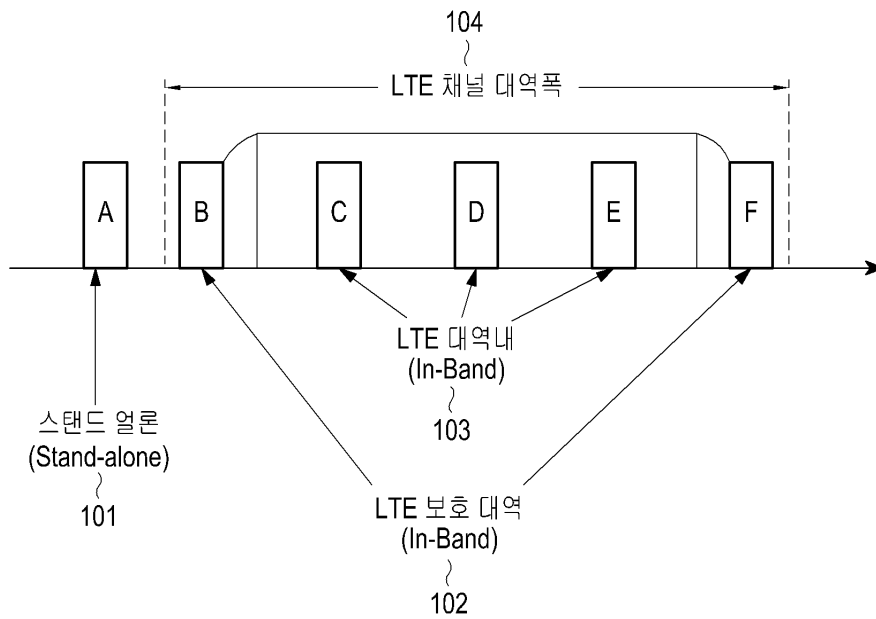 104
LTE 채널 대역폭
A
B
C
D
E
F
LTE 대역내
(In-Band)
103
스탠드 얼론
(Stand-alone)
101
LTE 보호 대역
(In-Band)
102